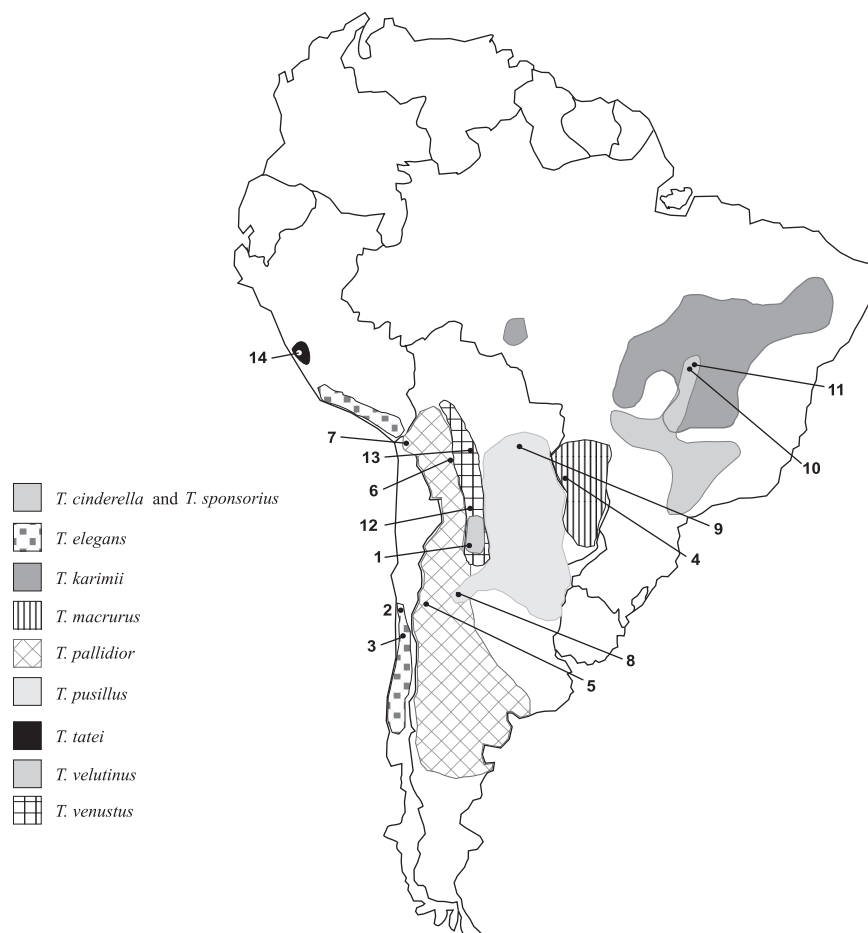 14
11
7
13
6
10
12
9
1
4
2
3
8
5
T. cinderella and T. sponsorius
T. elegans
T. karimii
T. macrurus
T. pallidior
T. pusillus
T. tatei
T. velutinus
T. venustus